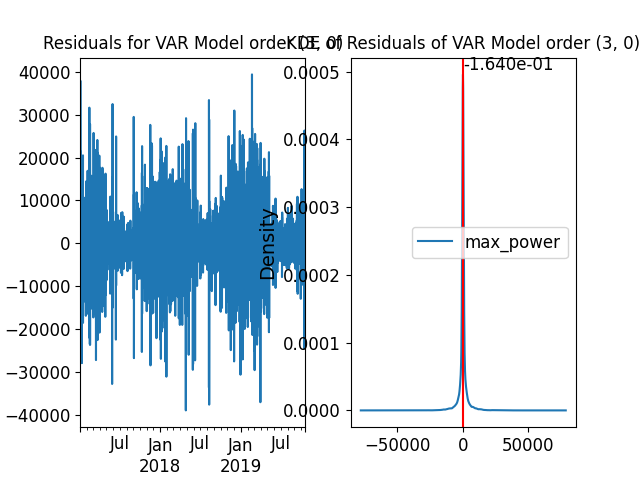 Residuals for VAR Model order (3, 0)
KDE of Residuals of VAR Model order (3, 0)
40000
30000
20000
10000
0
−10000
−20000
−30000
−40000
Jul
Jan
2018
Jul
Jan
2019
Jul
Density
0.0005
0.0004
0.0003
0.0002
0.0001
0.0000
-1.640e-01
max_power
−50000
0
50000